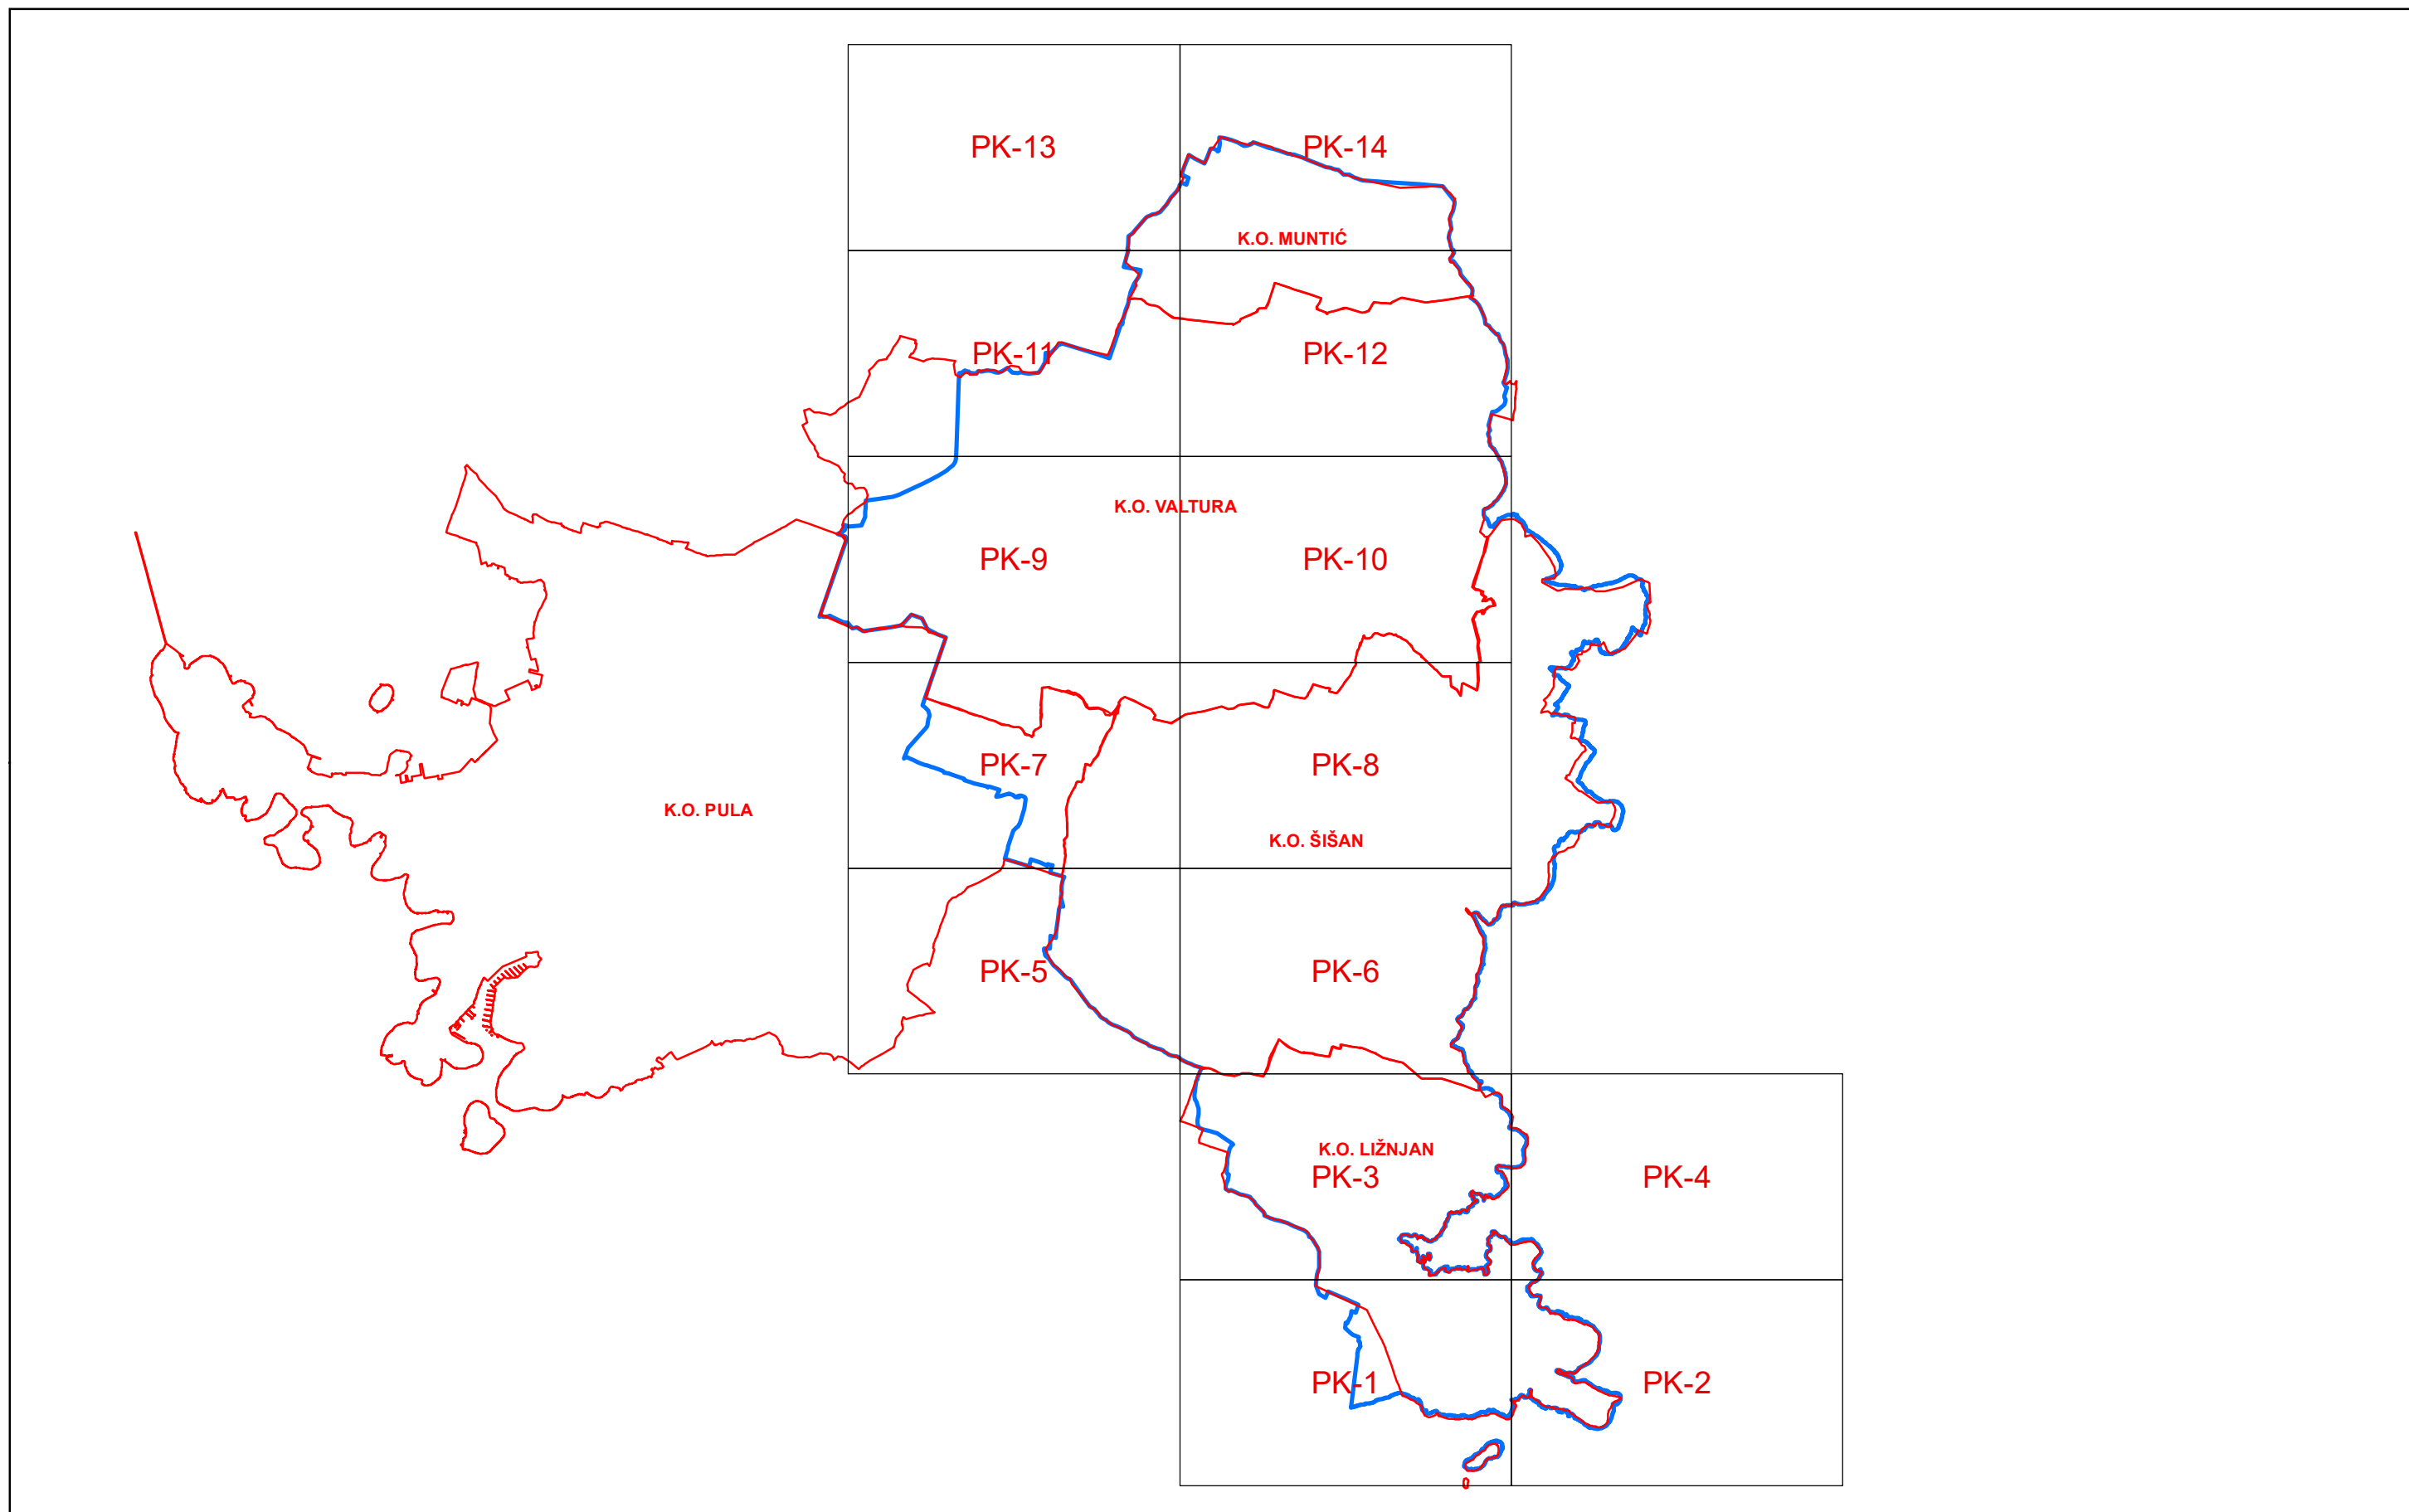 PK-13
PK-14
K.O. MUNTIĆ
PK-11
PK-12
K.O. VALTURA
PK-9
PK-10
PK-7
PK-8
K.O. PULA
K.O. ŠIŠAN
PK-5
PK-6
K.O. LIŽNJAN
PK-3
PK-4
PK-1
PK-2